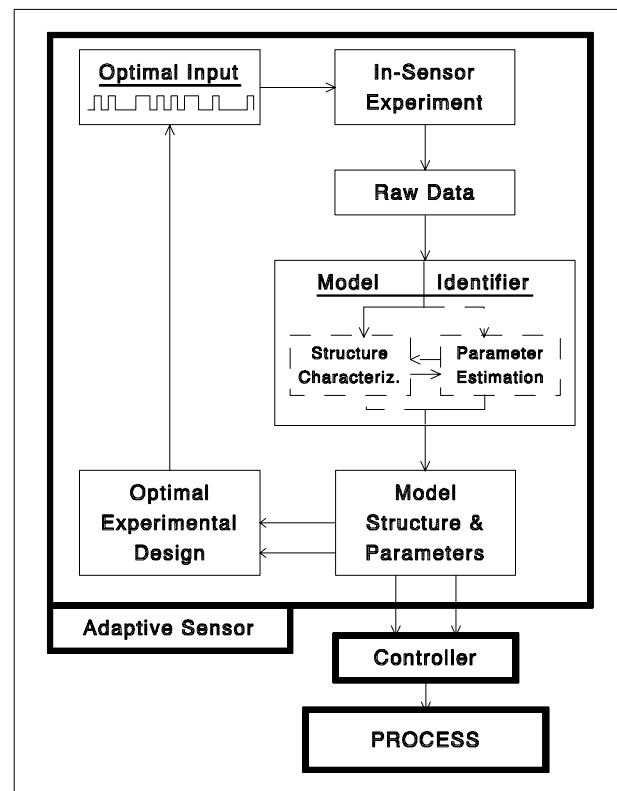 Optimal Input
In-Sensor
Experiment
Raw Data
Model Identifier
Structure
Characteriz.
Parameter
Estimation
Optimal
Experimental
Design
Model
Structure &
Parameters
Adaptive Sensor
Controller
PROCESS